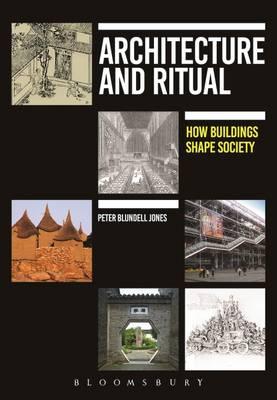 ARCHITECTURE
AND RITUAL
HOW BUILDINGS
SHAPE SOCIETY
PETER BLUNDELL JONES
BLOOMSBURY